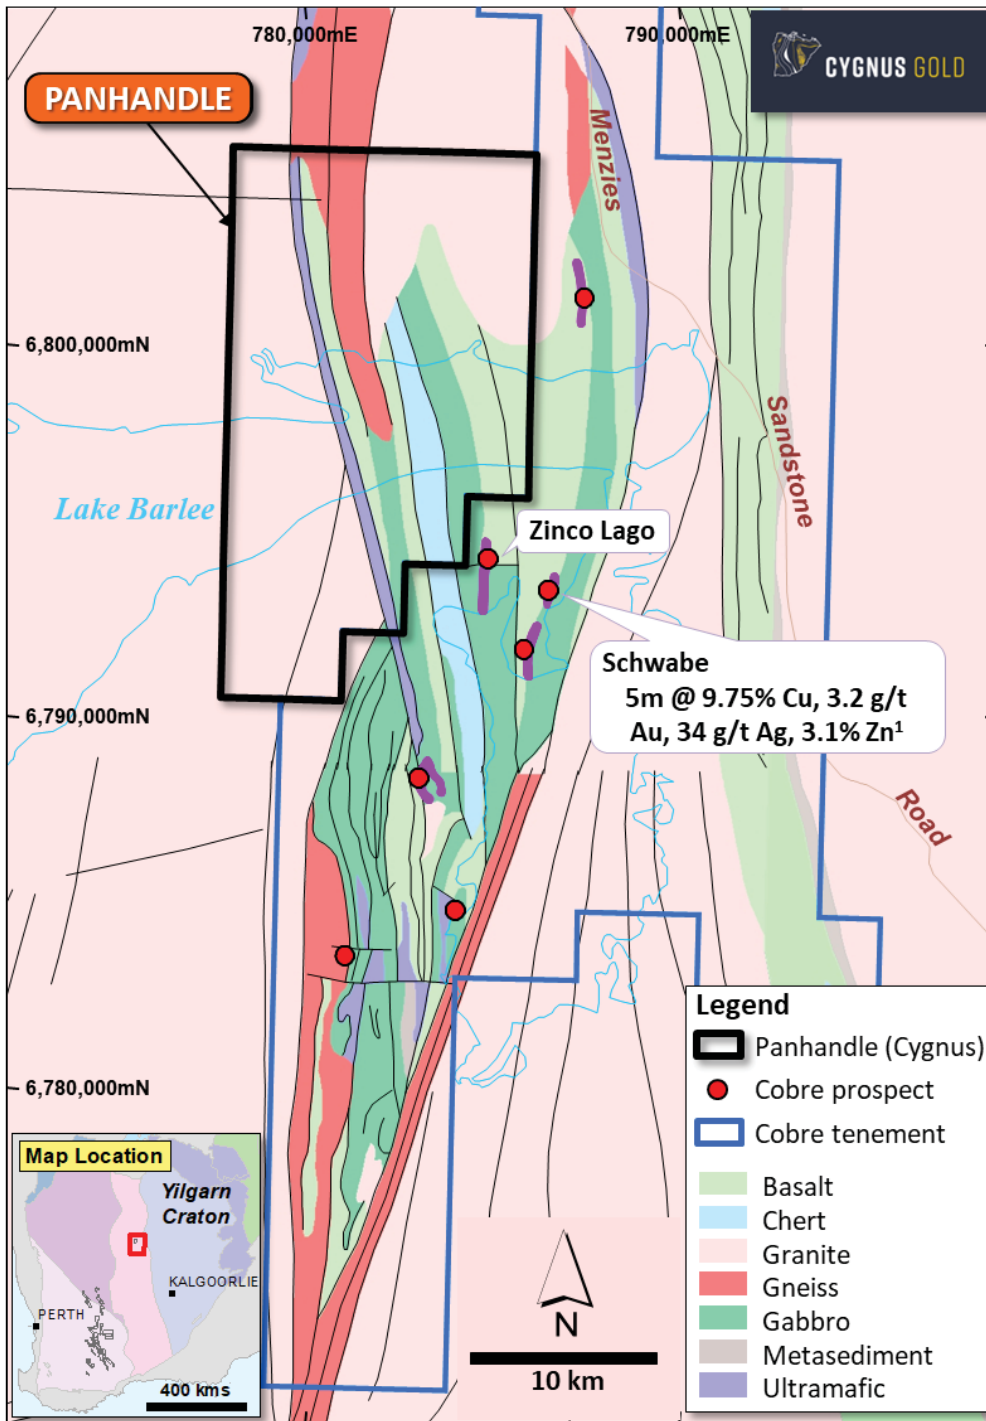 780,000mE
790,000mE
CYGNUS GOLD
PANHANDLE
Menzies
6,800,000mN
Sandstone
Lake Barlee
Zinco Lago
Schwabe
5m @ 9.75% Cu, 3.2 g/t
Au, 34 g/t Ag, 3.1% Zn¹
6,790,000mN
Road
Legend
Panhandle (Cygnus)
Cobre prospect
Cobre tenement
Basalt
Chert
Granite
Gneiss
Gabbro
Metasediment
Ultramafic
6,780,000mN
Map Location
Yilgarn
Craton
KALGOORLIE
PERTH
400 kms
N
10 km